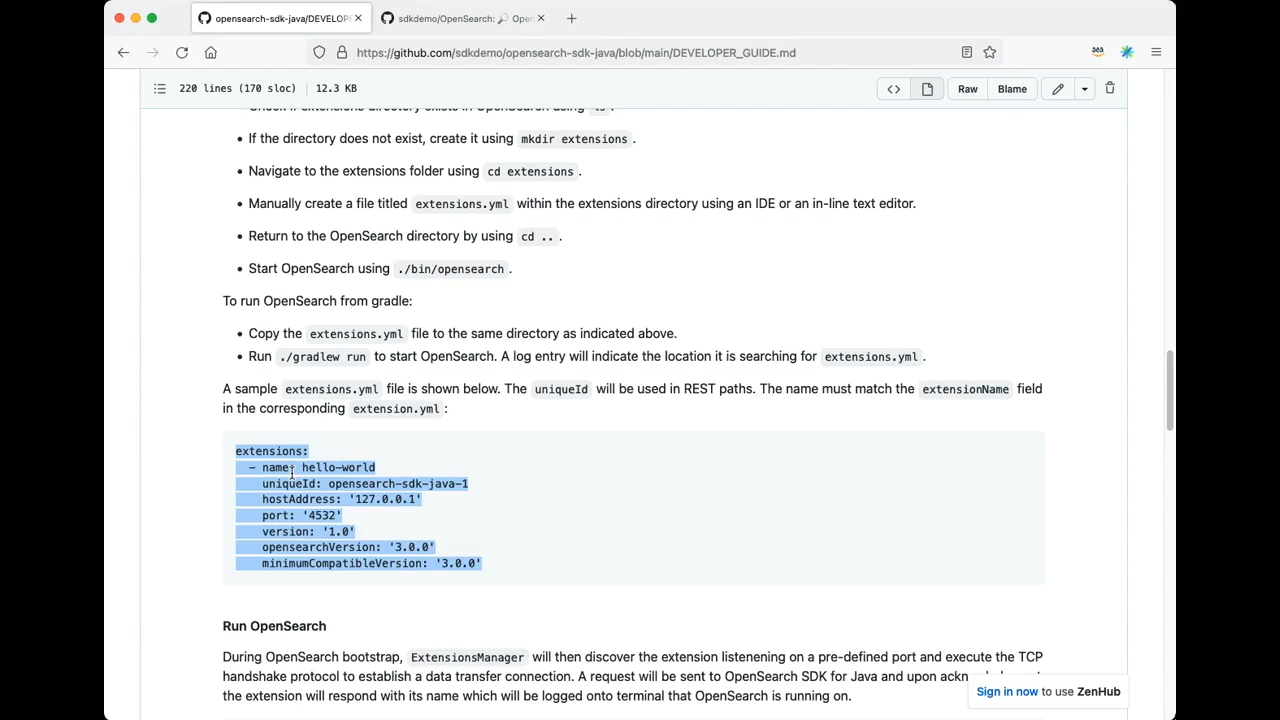 opensearch-sdk-java/DEVELOPE
sdkdemo/OpenSearch: 🔎 Open
https://github.com/sdkdemo/opensearch-sdk-java/blob/main/DEVELOPER_GUIDE.md
220 lines (170 sloc) | 12.3 KB
Raw
Blame
Check if extensions directory exists in OpenSearch using ls .
• If the directory does not exist, create it using mkdir extensions .
• Navigate to the extensions folder using cd extensions .
• Manually create a file titled extensions.yml within the extensions directory using an IDE or an in-line text editor.
• Return to the OpenSearch directory by using cd .. .
• Start OpenSearch using ./bin/opensearch .
To run OpenSearch from gradle:
• Copy the extensions.yml file to the same directory as indicated above.
• Run ./gradlew run to start OpenSearch. A log entry will indicate the location it is searching for extensions.yml .
A sample extensions.yml file is shown below. The uniqueId will be used in REST paths. The name must match the extensionName field
in the corresponding extension.yml :
extensions:
- name: hello-world
uniqueId: opensearch-sdk-java-1
hostAddress: '127.0.0.1'
port: '4532'
version: '1.0'
opensearchVersion: '3.0.0'
minimumCompatibleVersion: '3.0.0'
Run OpenSearch
During OpenSearch bootstrap, ExtensionsManager will then discover the extension listenening on a pre-defined port and execute the TCP
handshake protocol to establish a data transfer connection. A request will be sent to OpenSearch SDK for Java and upon
the extension will respond with its name which will be logged onto terminal that OpenSearch is running on.
Sign in now to use ZenHub